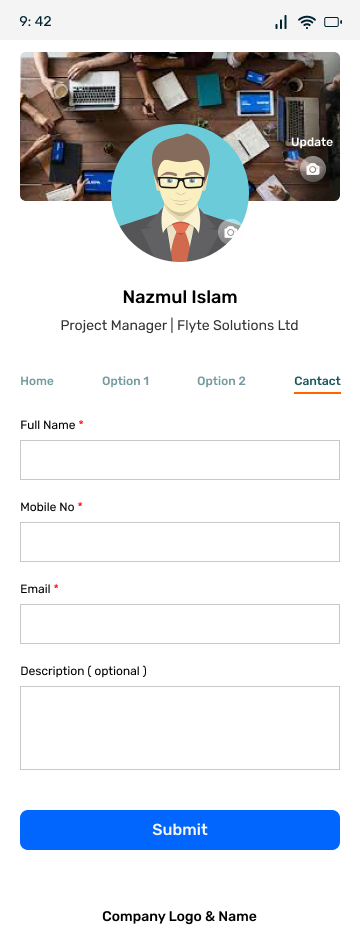 9: 42
Update
Nazmul Islam
Project Manager | Flyte Solutions Ltd
Home Option 1 Option 2 Cantact
Full Name *
Mobile No *
Email *
Description ( optional )
Submit
Company Logo & Name